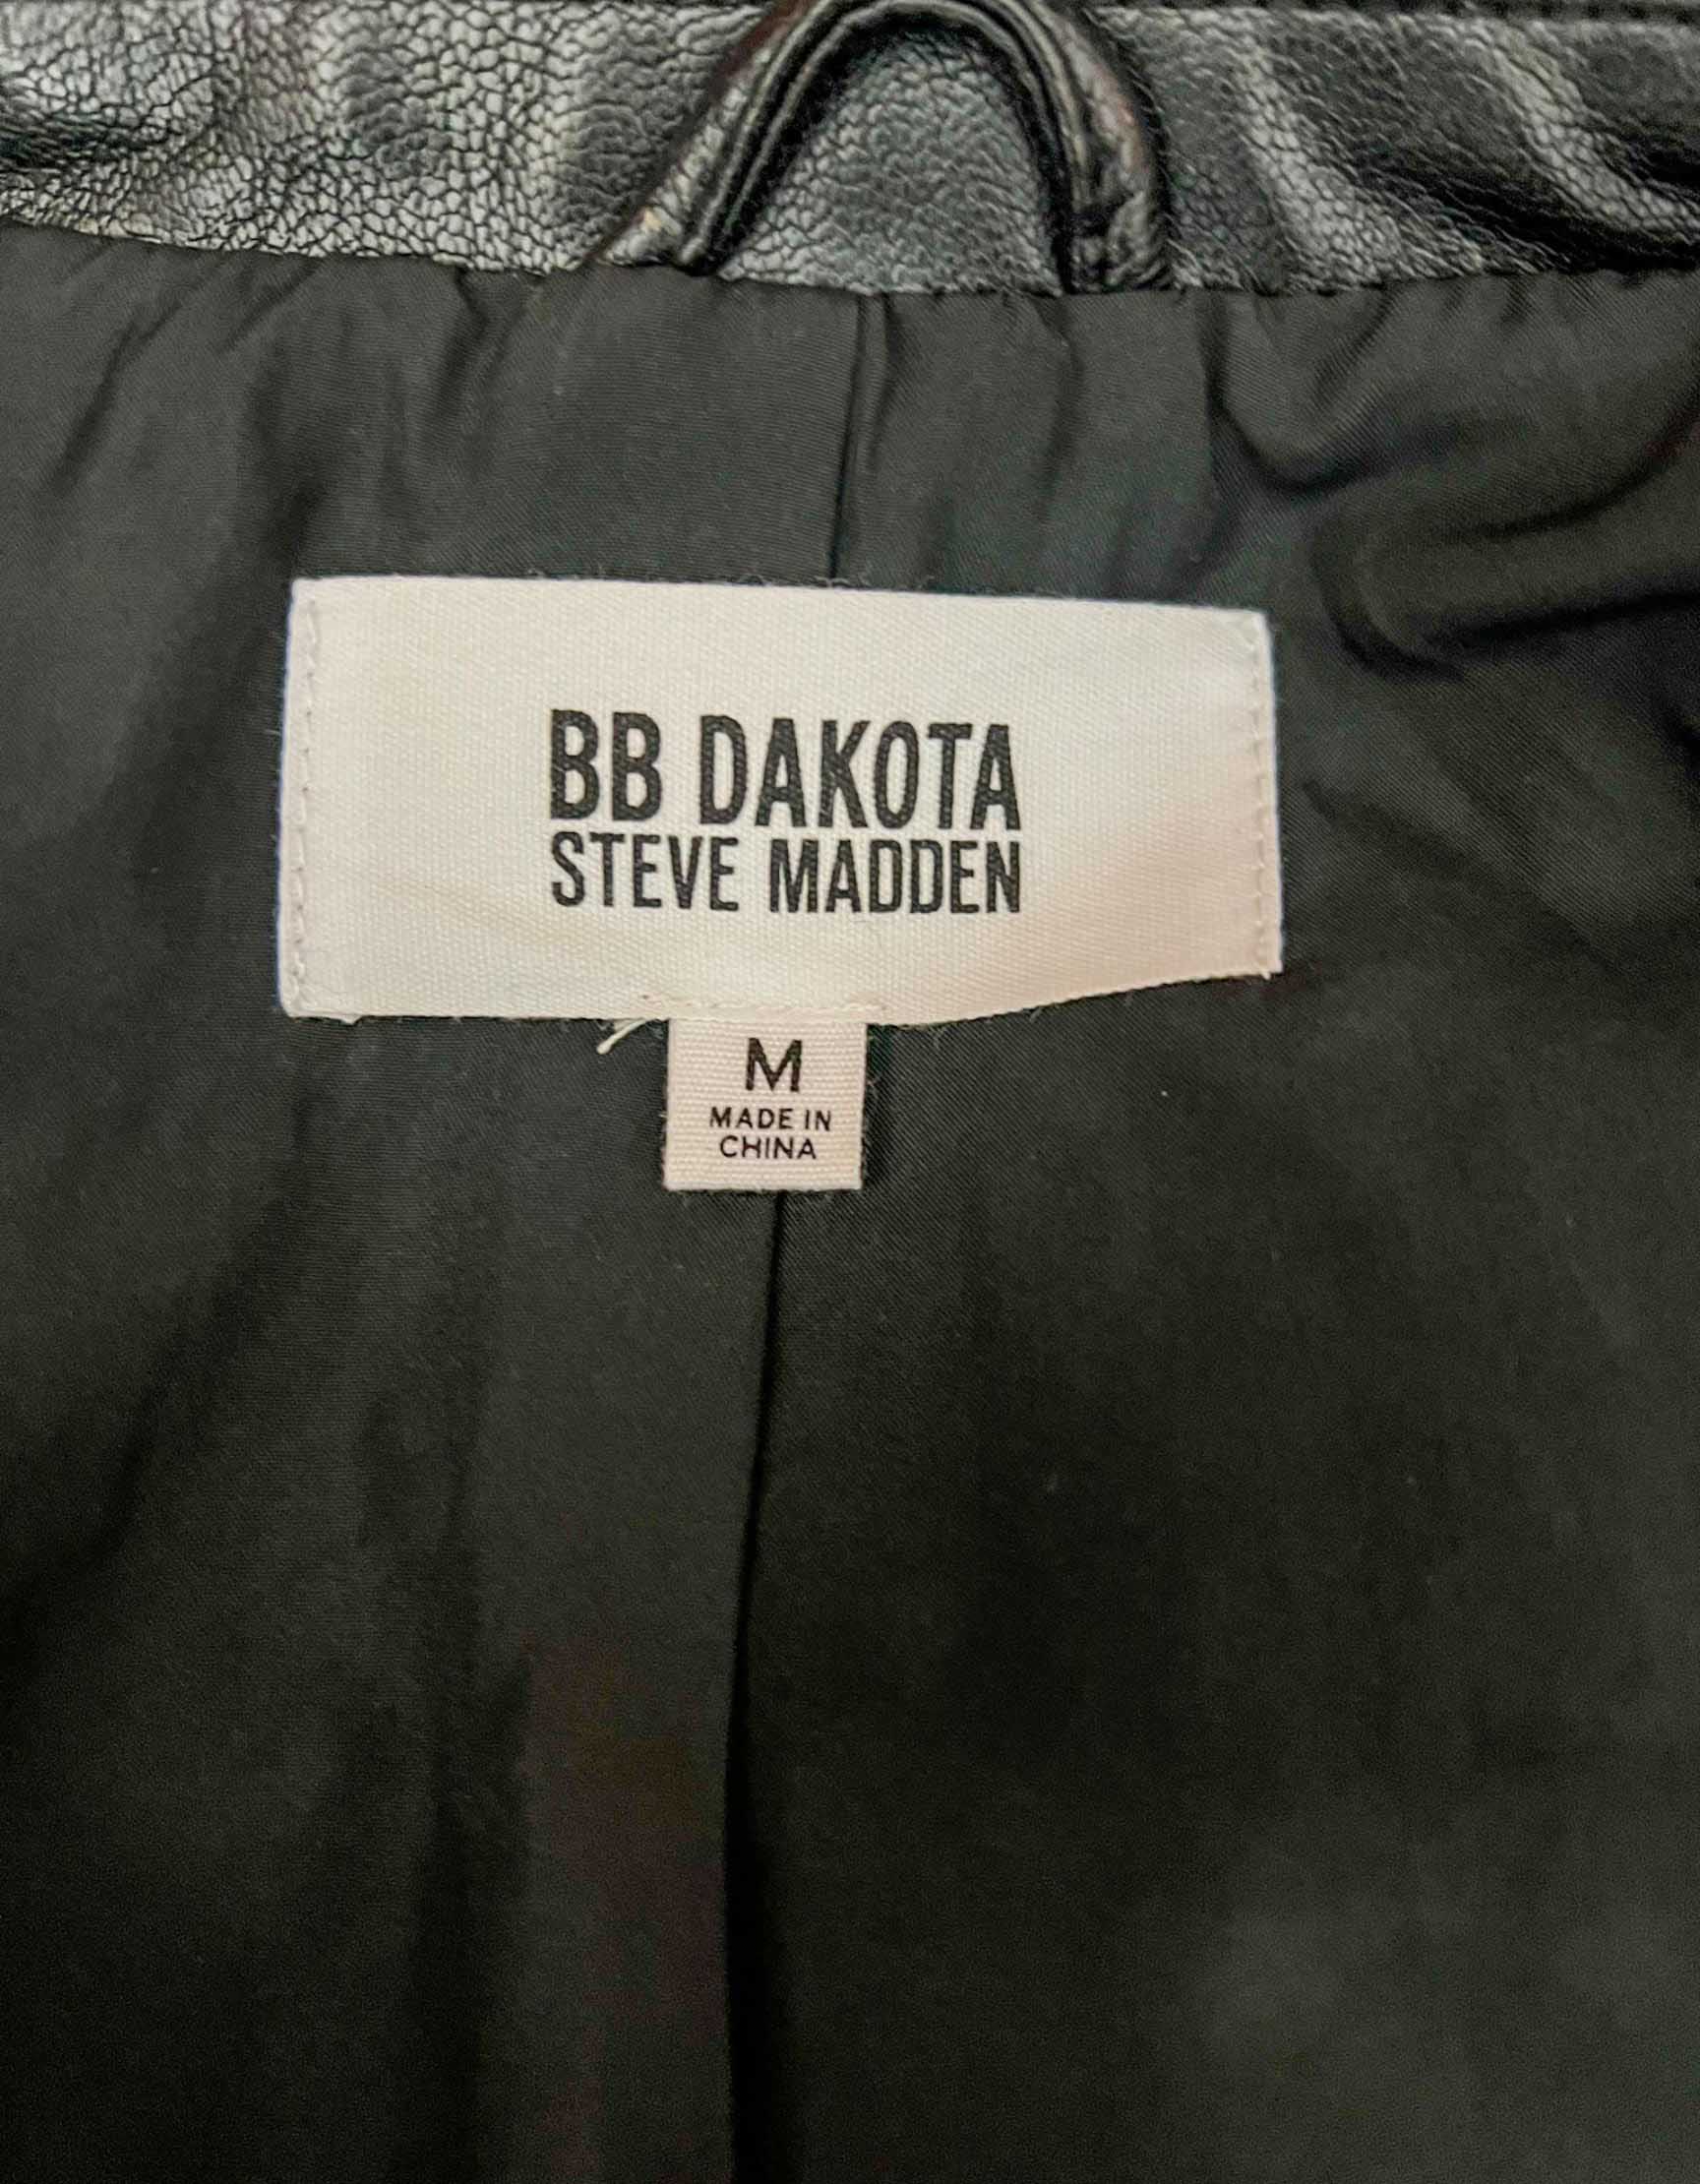 BB DAKOTA
STEVE MADDEN
M
MADE IN
CHINA